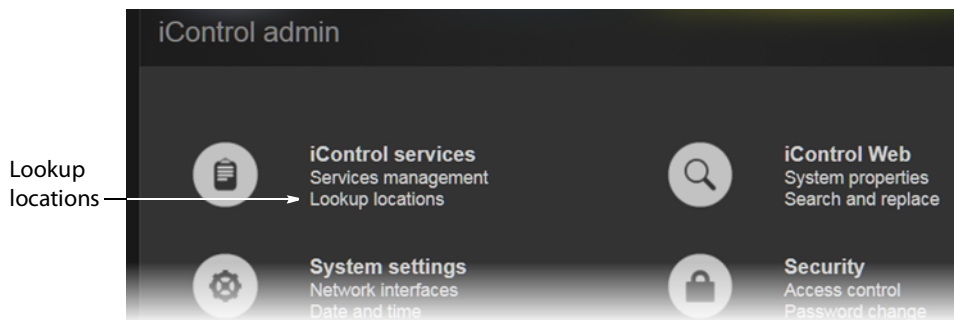 iControl admin
Lookup
locations
iControl services
Services management
Lookup locations
iControl Web
System properties
Search and replace
System settings
Network interfaces
Date and time
Security
Access control
Password change